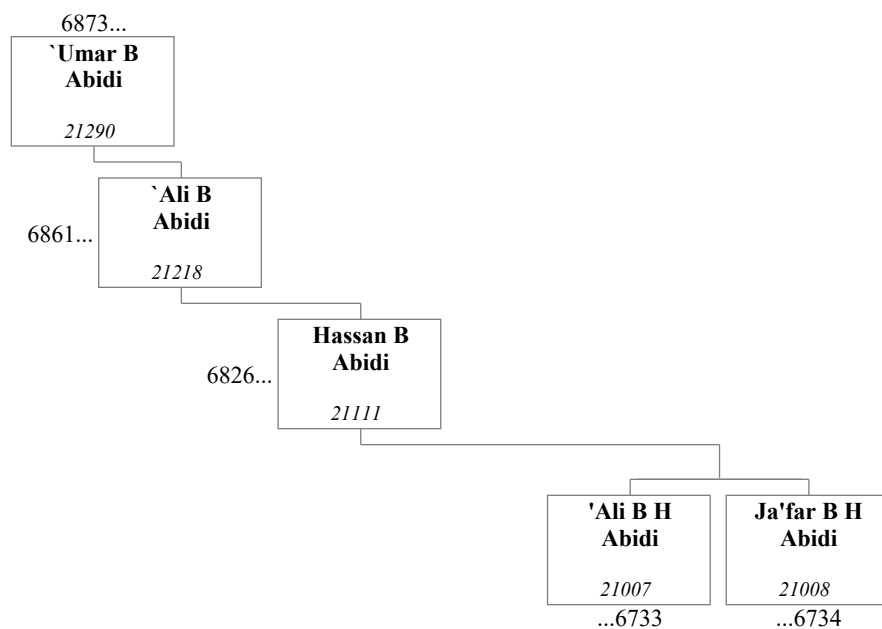 6873...
`Umar B
Abidi
21290
`Ali B
Abidi
6861...
21218
Hassan B
Abidi
6826...
21111
'Ali B H
Abidi
21007
...6733
Ja'far B H
Abidi
21008
...6734